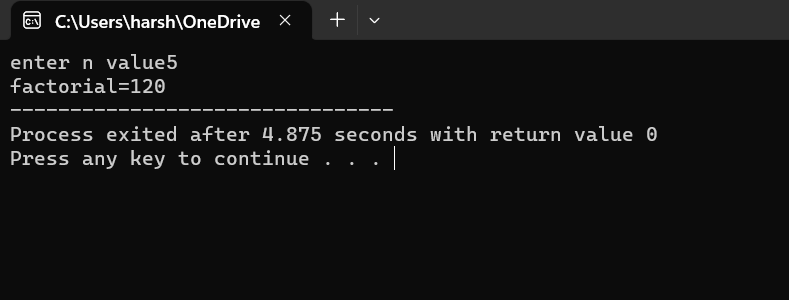 C:\Users\harsh\OneDrive
enter n value5
factorial=120
--------------------------------
Process exited after 4.875 seconds with return value 0
Press any key to continue . . .